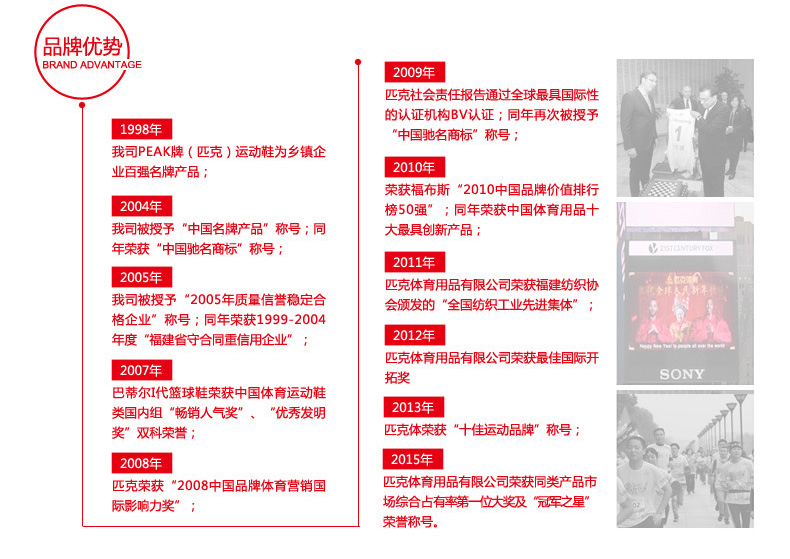 品牌优势
BRAND ADVANTAGE
1998年
我司PEAK牌（匹克）运动鞋为乡镇企
业百强名牌产品；
2004年
我司被授予“中国名牌产品”称号；同
年荣获“中国驰名商标”称号；
2005年
我司被授予“2005年质量信誉稳定合
格企业”称号；同年荣获1999-2004
年度“福建省守合同重信用企业”；
2007年
巴蒂尔I代篮球鞋荣获中国体育运动鞋
类国内组“畅销人气奖”、“优秀发明
奖”双科荣誉；
2008年
匹克荣获“2008中国品牌体育营销国
际影响力奖”；
2009年
匹克社会责任报告通过全球最具国际性
的认证机构BV认证；同年再次被授予
“中国驰名商标”称号；
2010年
荣获福布斯“2010中国品牌价值排行
榜50强”；同年荣获中国体育用品十
大最具创新产品；
2011年
匹克体育用品有限公司荣获福建纺织协
会颁发的“全国纺织工业先进集体”；
2012年
匹克体育用品有限公司荣获最佳国际开
拓奖
2013年
匹克体荣获“十佳运动品牌”称号；
2015年
匹克体育用品有限公司荣获同类产品市
场综合占有率第一位大奖及“冠军之星”
荣誉称号。
1
21ST CENTURY FOX
Happy New Year to people all over the world
SONY